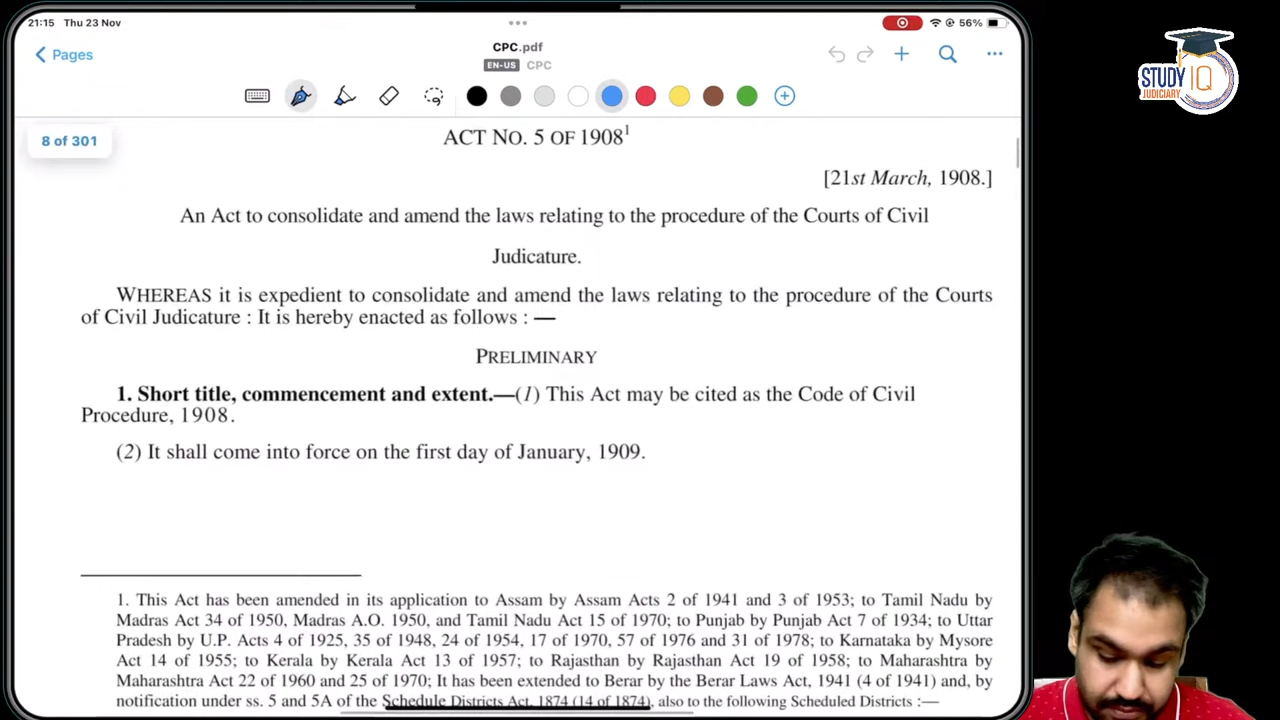 21:15 Thu 23 Nov
56%
Pages
CPC.pdf
EN-US CPC
STUDY IQ
JUDICIARY
8 of 301
ACT NO. 5 OF 1908¹
[21st March, 1908.]
An Act to consolidate and amend the laws relating to the procedure of the Courts of Civil
Judicature.
WHEREAS it is expedient to consolidate and amend the laws relating to the procedure of the Courts
of Civil Judicature : It is hereby enacted as follows : —
PRELIMINARY
1. Short title, commencement and extent.—(1) This Act may be cited as the Code of Civil
Procedure, 1908.
(2) It shall come into force on the first day of January, 1909.
1. This Act has been amended in its application to Assam by Assam Acts 2 of 1941 and 3 of 1953; to Tamil Nadu by
Madras Act 34 of 1950, Madras A.O. 1950, and Tamil Nadu Act 15 of 1970; to Punjab by Punjab Act 7 of 1934; to Uttar
Pradesh by U.P. Acts 4 of 1925, 35 of 1948, 24 of 1954, 17 of 1970, 57 of 1976 and 31 of 1978; to Karnataka by Mysore
Act 14 of 1955; to Kerala by Kerala Act 13 of 1957; to Rajasthan by Rajasthan Act 19 of 1958; to Maharashtra by
Maharashtra Act 22 of 1960 and 25 of 1970; It has been extended to Berar by the Berar Laws Act, 1941 (4 of 1941) and, by
notification under ss. 5 and 5A of the Schedule Districts Act, 1874 (14 of 1874), also to the following Scheduled Districts :—